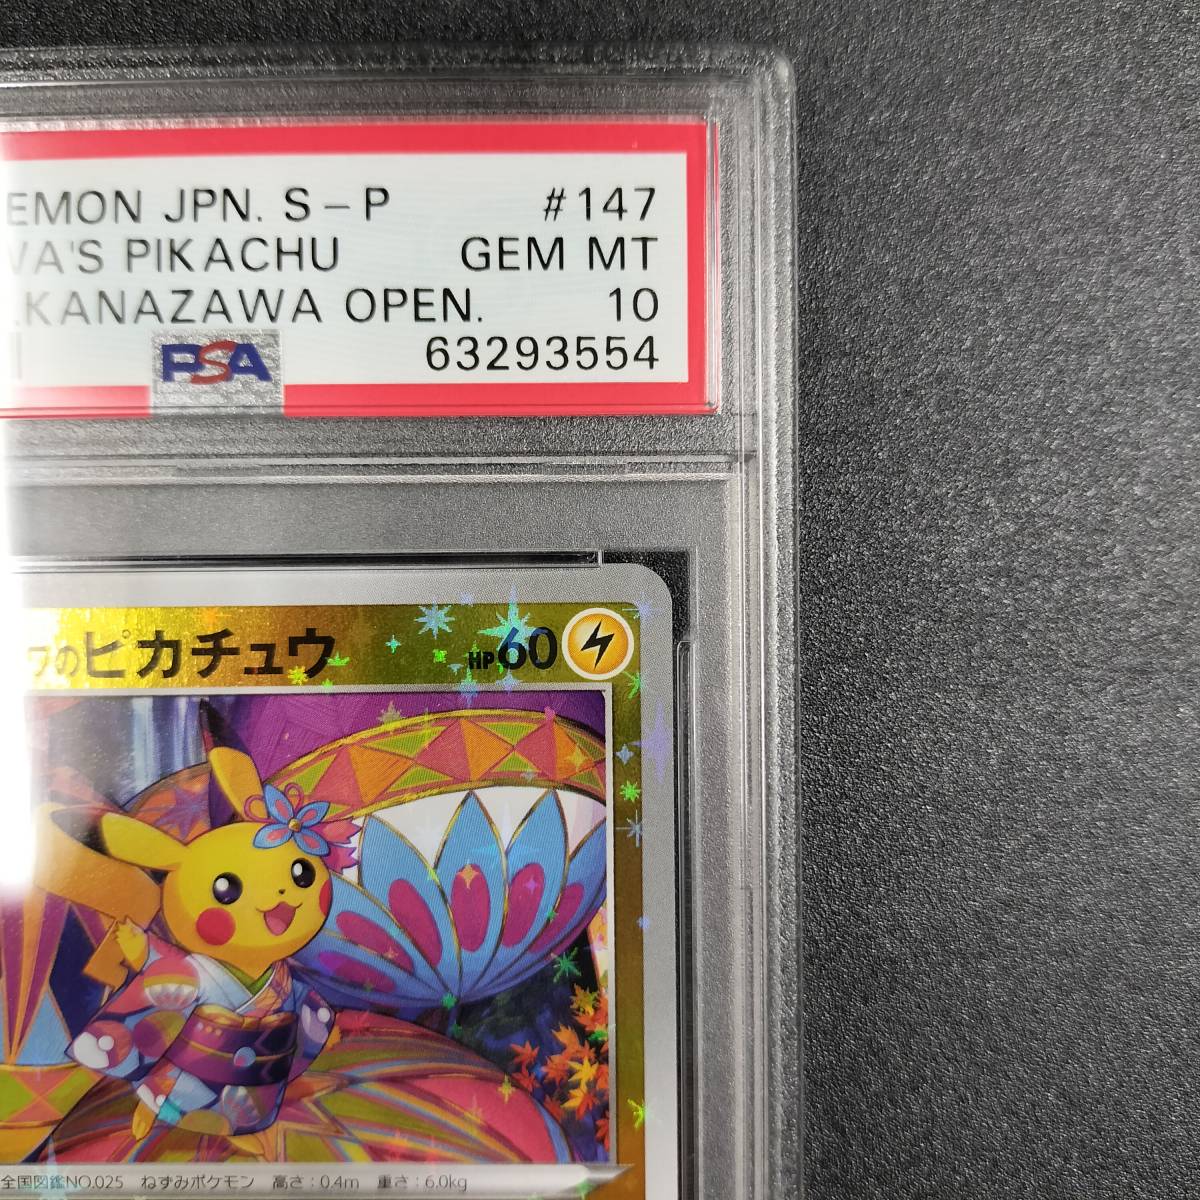 EMON JPN. S-P #147
WA'S PIKACHU GEM MT
.KANAZAWA OPEN. 10
PSA 63293554
ワのピカチュウ HP60
全国図鑑NO.025 ねずみポケモン 高さ:0.4m 重さ:6.0kg